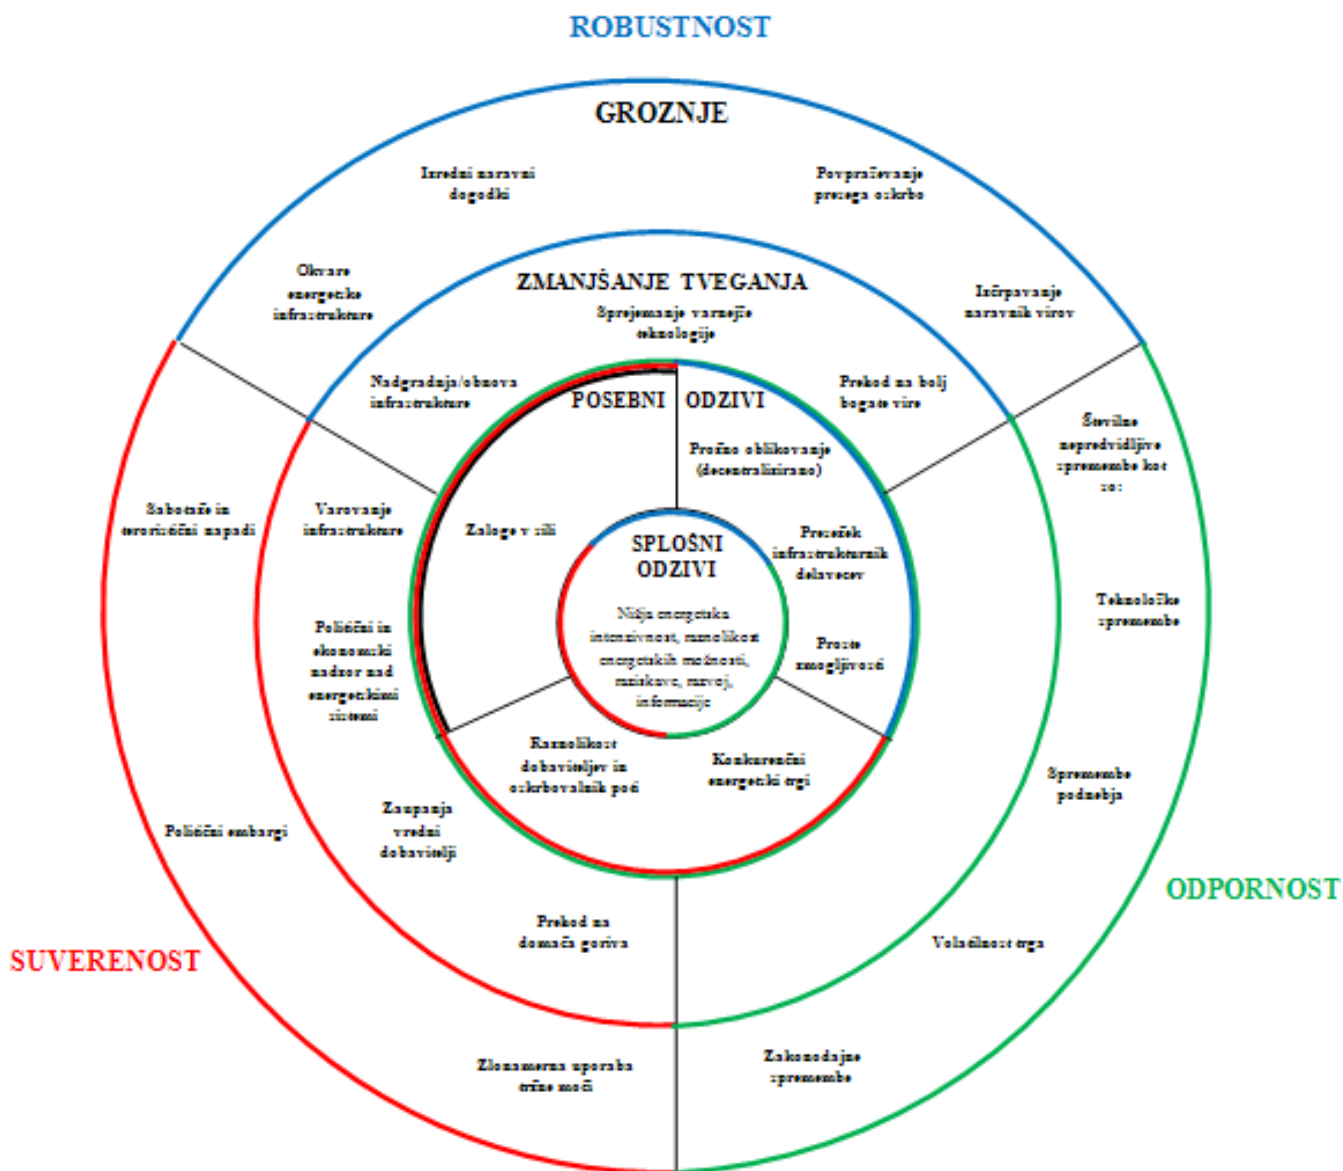 ROBUSTNOST
GROZNJE
Izredni naravni
dogodki
Povpraševanje
presega oskrbo
Okvare
energetske
infrastrukture
Izčrpavanje
naravnih virov
ZMANJŠANJE TVEGANJA
Sprejemanje varnejše
teknologije
Nadgradnja/obnova
infrastrukture
Prehod na bolj
bogate vire
POSEBNI
ODZIVI
Prožno oblikovanje
(decentralizirano)
Številne
nepredvidljive
spremembe kot
so:
Sabotaže in
teroristični napadi
Varovanje
infrastrukture
Zaloge v sili
SPLOŠNI
ODZIVI
Presežek
infrastrukturnih
delavecev
Nižja energetska
intenzivnost, raznolikost
energetskih možnosti,
raziskave, razvoj,
informacije
Tehnološke
spremembe
Politični in
ekonomski
nadzor nad
energetskimi
sistemi
Proste
zmogljivosti
Raznolikost
dobaviteljev in
oskrbovalnih poti
Konkurenčni
energetski trgi
Spremembe
podnebja
Politični embargi
Zaupanja
vredni
dobavitelji
ODPORNOST
Prehod na
domača goriva
Volatilnost trga
SUVERENOST
Zlonamerna uporaba
tržne moči
Zakonodajne
spremembe